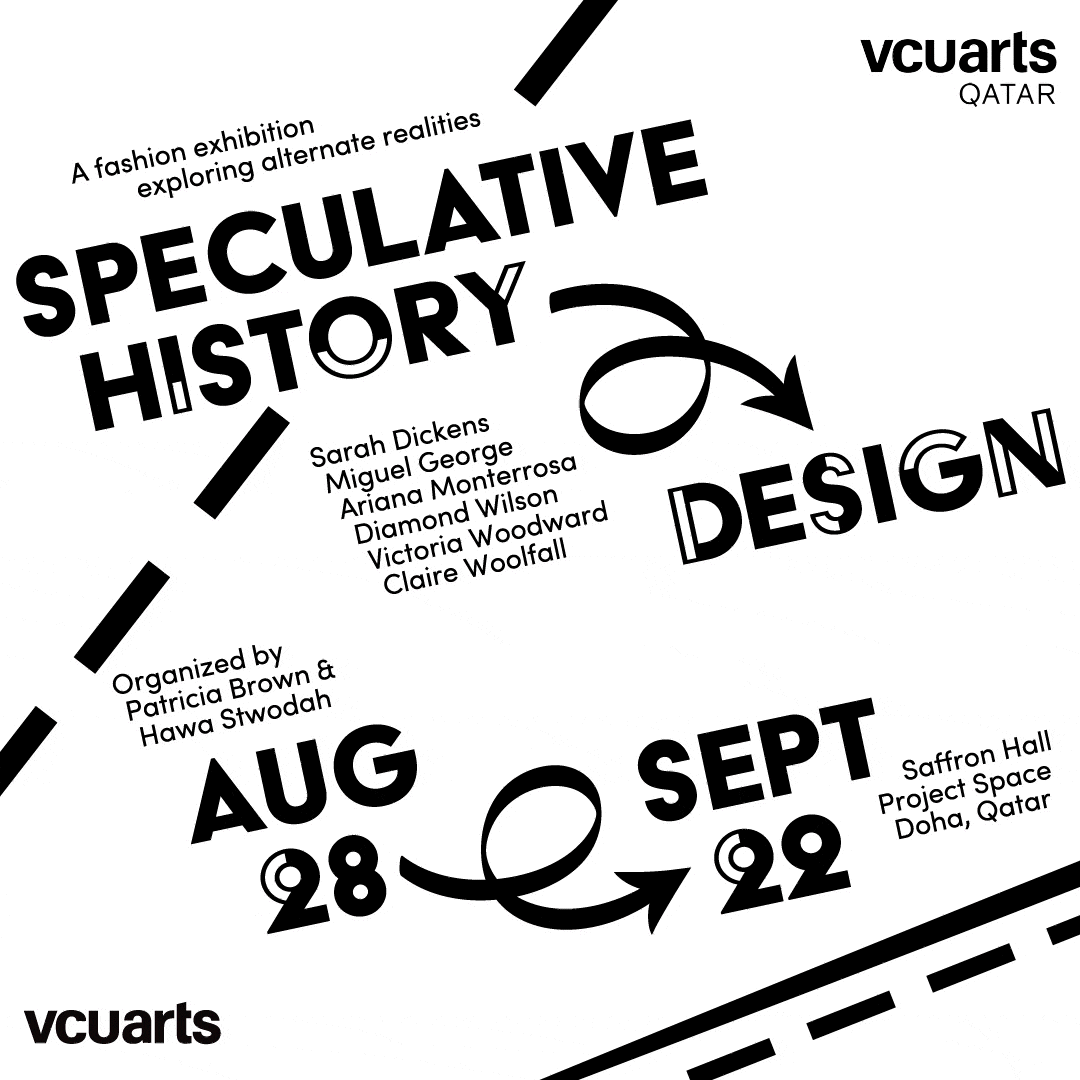 vcuarts
QATAR
A fashion exhibition
exploring alternate realities
SPECULATIVE
HISTORY
DESIGN
Sarah Dickens
Miguel George
Ariana Monterrosa
Diamond Wilson
Victoria Woodward
Claire Woolfall
Organized by
Patricia Brown &
Hawa Stwodah
AUG
28
SEPT
22
Saffron Hall
Project Space
Doha, Qatar
vcuarts